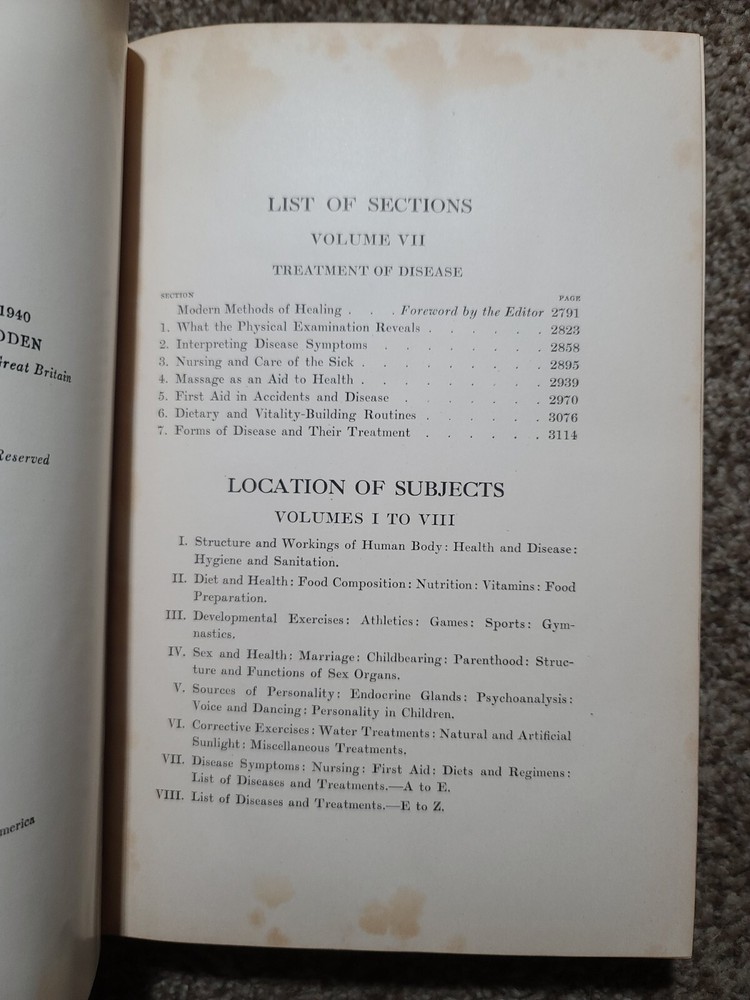 1940
ODEN
Great Britain
Reserved
merica
LIST OF SECTIONS
VOLUME VII
TREATMENT OF DISEASE
SECTION PAGE
Modern Methods of Healing . . . Foreword by the Editor 2791
1. What the Physical Examination Reveals . . . . . . 2823
2. Interpreting Disease Symptoms . . . . . . . . 2858
3. Nursing and Care of the Sick . . . . . . . . . 2895
4. Massage as an Aid to Health . . . . . . . . . 2939
5. First Aid in Accidents and Disease . . . . . . . 2970
6. Dietary and Vitality-Building Routines . . . . . . 3076
7. Forms of Disease and Their Treatment . . . . . . 3114
LOCATION OF SUBJECTS
VOLUMES I TO VIII
I. Structure and Workings of Human Body: Health and Disease:
Hygiene and Sanitation.
II. Diet and Health: Food Composition: Nutrition: Vitamins: Food
Preparation.
III. Developmental Exercises: Athletics: Games: Sports: Gym-
nastics.
IV. Sex and Health: Marriage: Childbearing: Parenthood: Struc-
ture and Functions of Sex Organs.
V. Sources of Personality: Endocrine Glands: Psychoanalysis:
Voice and Dancing: Personality in Children.
VI. Corrective Exercises: Water Treatments: Natural and Artificial
Sunlight: Miscellaneous Treatments.
VII. Disease Symptoms: Nursing: First Aid: Diets and Regimens:
List of Diseases and Treatments.—A to E.
VIII. List of Diseases and Treatments.—E to Z.